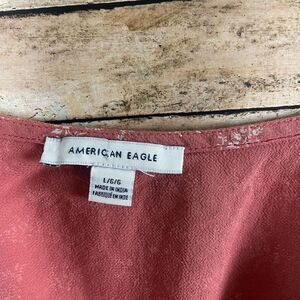 AMERICAN EAGLE
L/G/G
MADE IN INDIA
FABRIQUÉ EN INDE